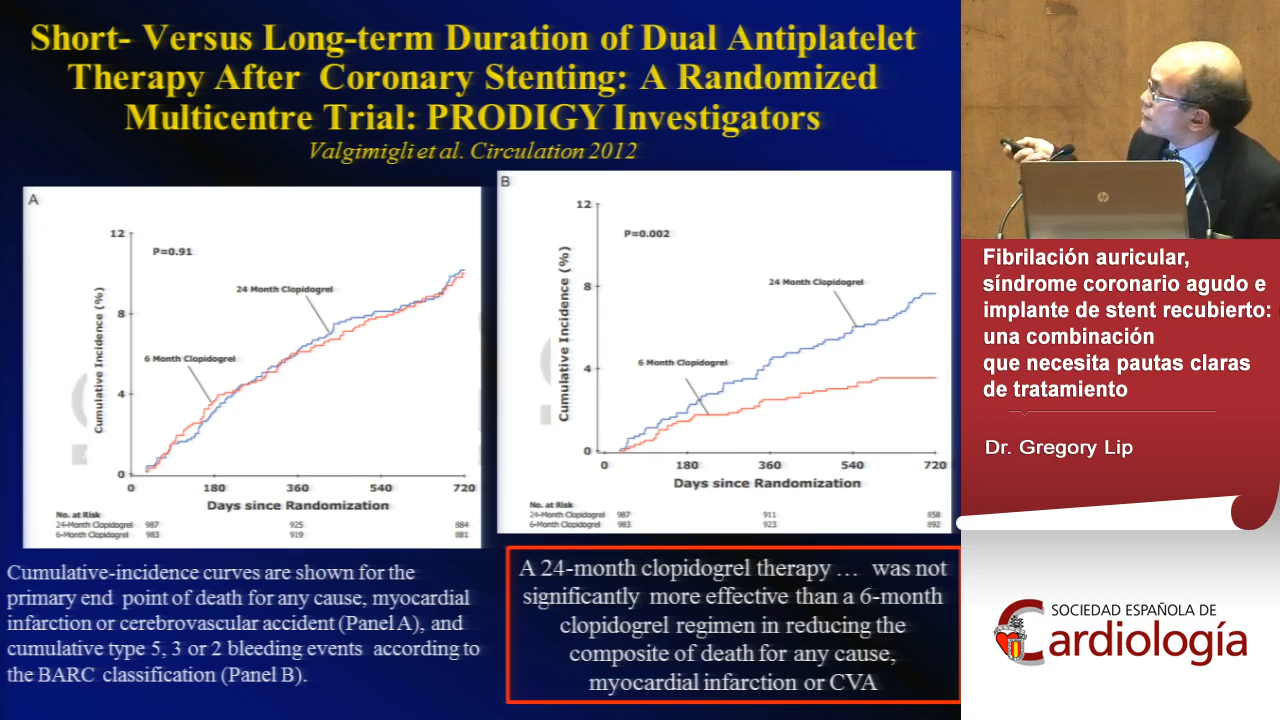 Short- Versus Long-term Duration of Dual Antiplatelet
Therapy After Coronary Stenting: A Randomized
Multicentre Trial: PRODIGY Investigators
Valgimigli et al. Circulation 2012
A
12
8
4
0
P=0.91
24 Month Clopidogrel
6 Month Clopidogrel
Cumulative Incidence (%)
0 180 360 540 720
Days since Randomization
No. at Risk
24-Month Clopidogrel 987 925 884
6-Month Clopidogrel 983 919 881
B
12
8
4
0
P=0.002
24 Month Clopidogrel
6 Month Clopidogrel
Cumulative Incidence (%)
0 180 360 540 720
Days since Randomization
No. at Risk
24-Month Clopidogrel 987 911 858
6-Month Clopidogrel 983 923 892
Cumulative-incidence curves are shown for the
primary end point of death for any cause, myocardial
infarction or cerebrovascular accident (Panel A), and
cumulative type 5, 3 or 2 bleeding events according to
the BARC classification (Panel B).
A 24-month clopidogrel therapy … was not
significantly more effective than a 6-month
clopidogrel regimen in reducing the
composite of death for any cause,
myocardial infarction or CVA
hp
Fibrilación auricular,
síndrome coronario agudo e
implante de stent recubierto:
una combinación
que necesita pautas claras
de tratamiento
Dr. Gregory Lip
SOCIEDAD ESPAÑOLA DE
Cardiología